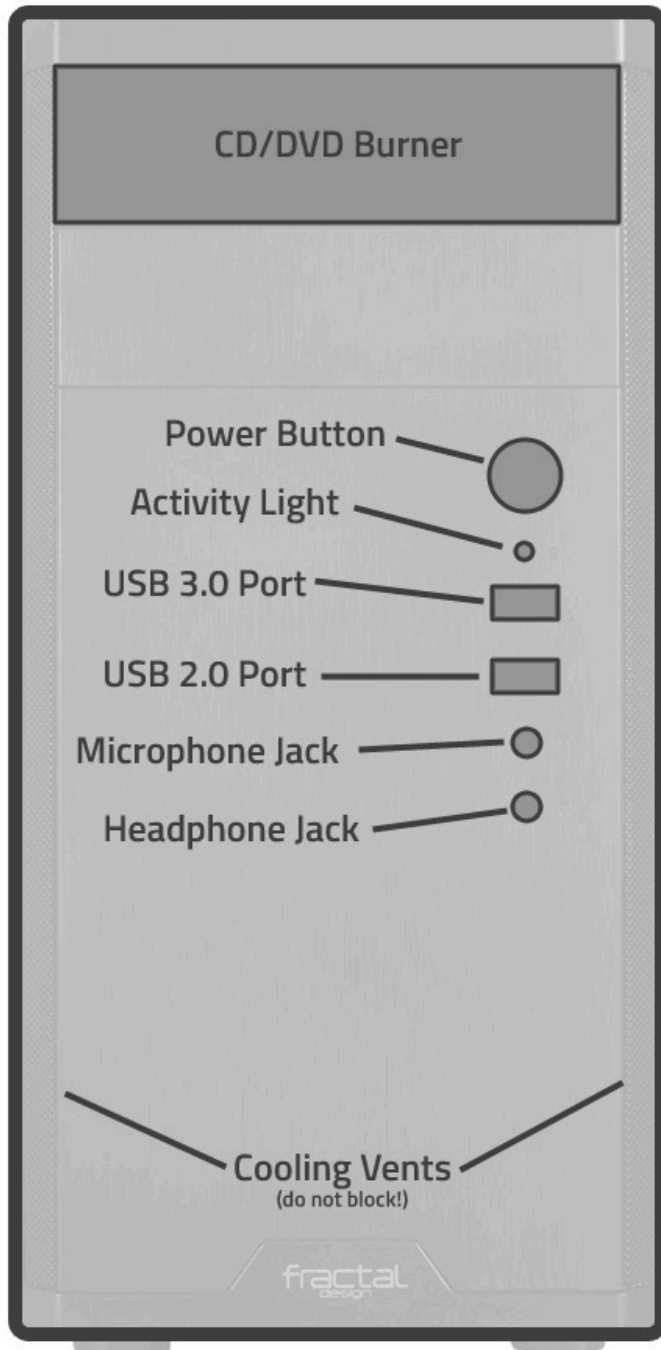 CD/DVD Burner
Power Button
Activity Light
USB 3.0 Port
USB 2.0 Port
Microphone Jack
Headphone Jack
Cooling Vents
(do not block!)
fractal
design